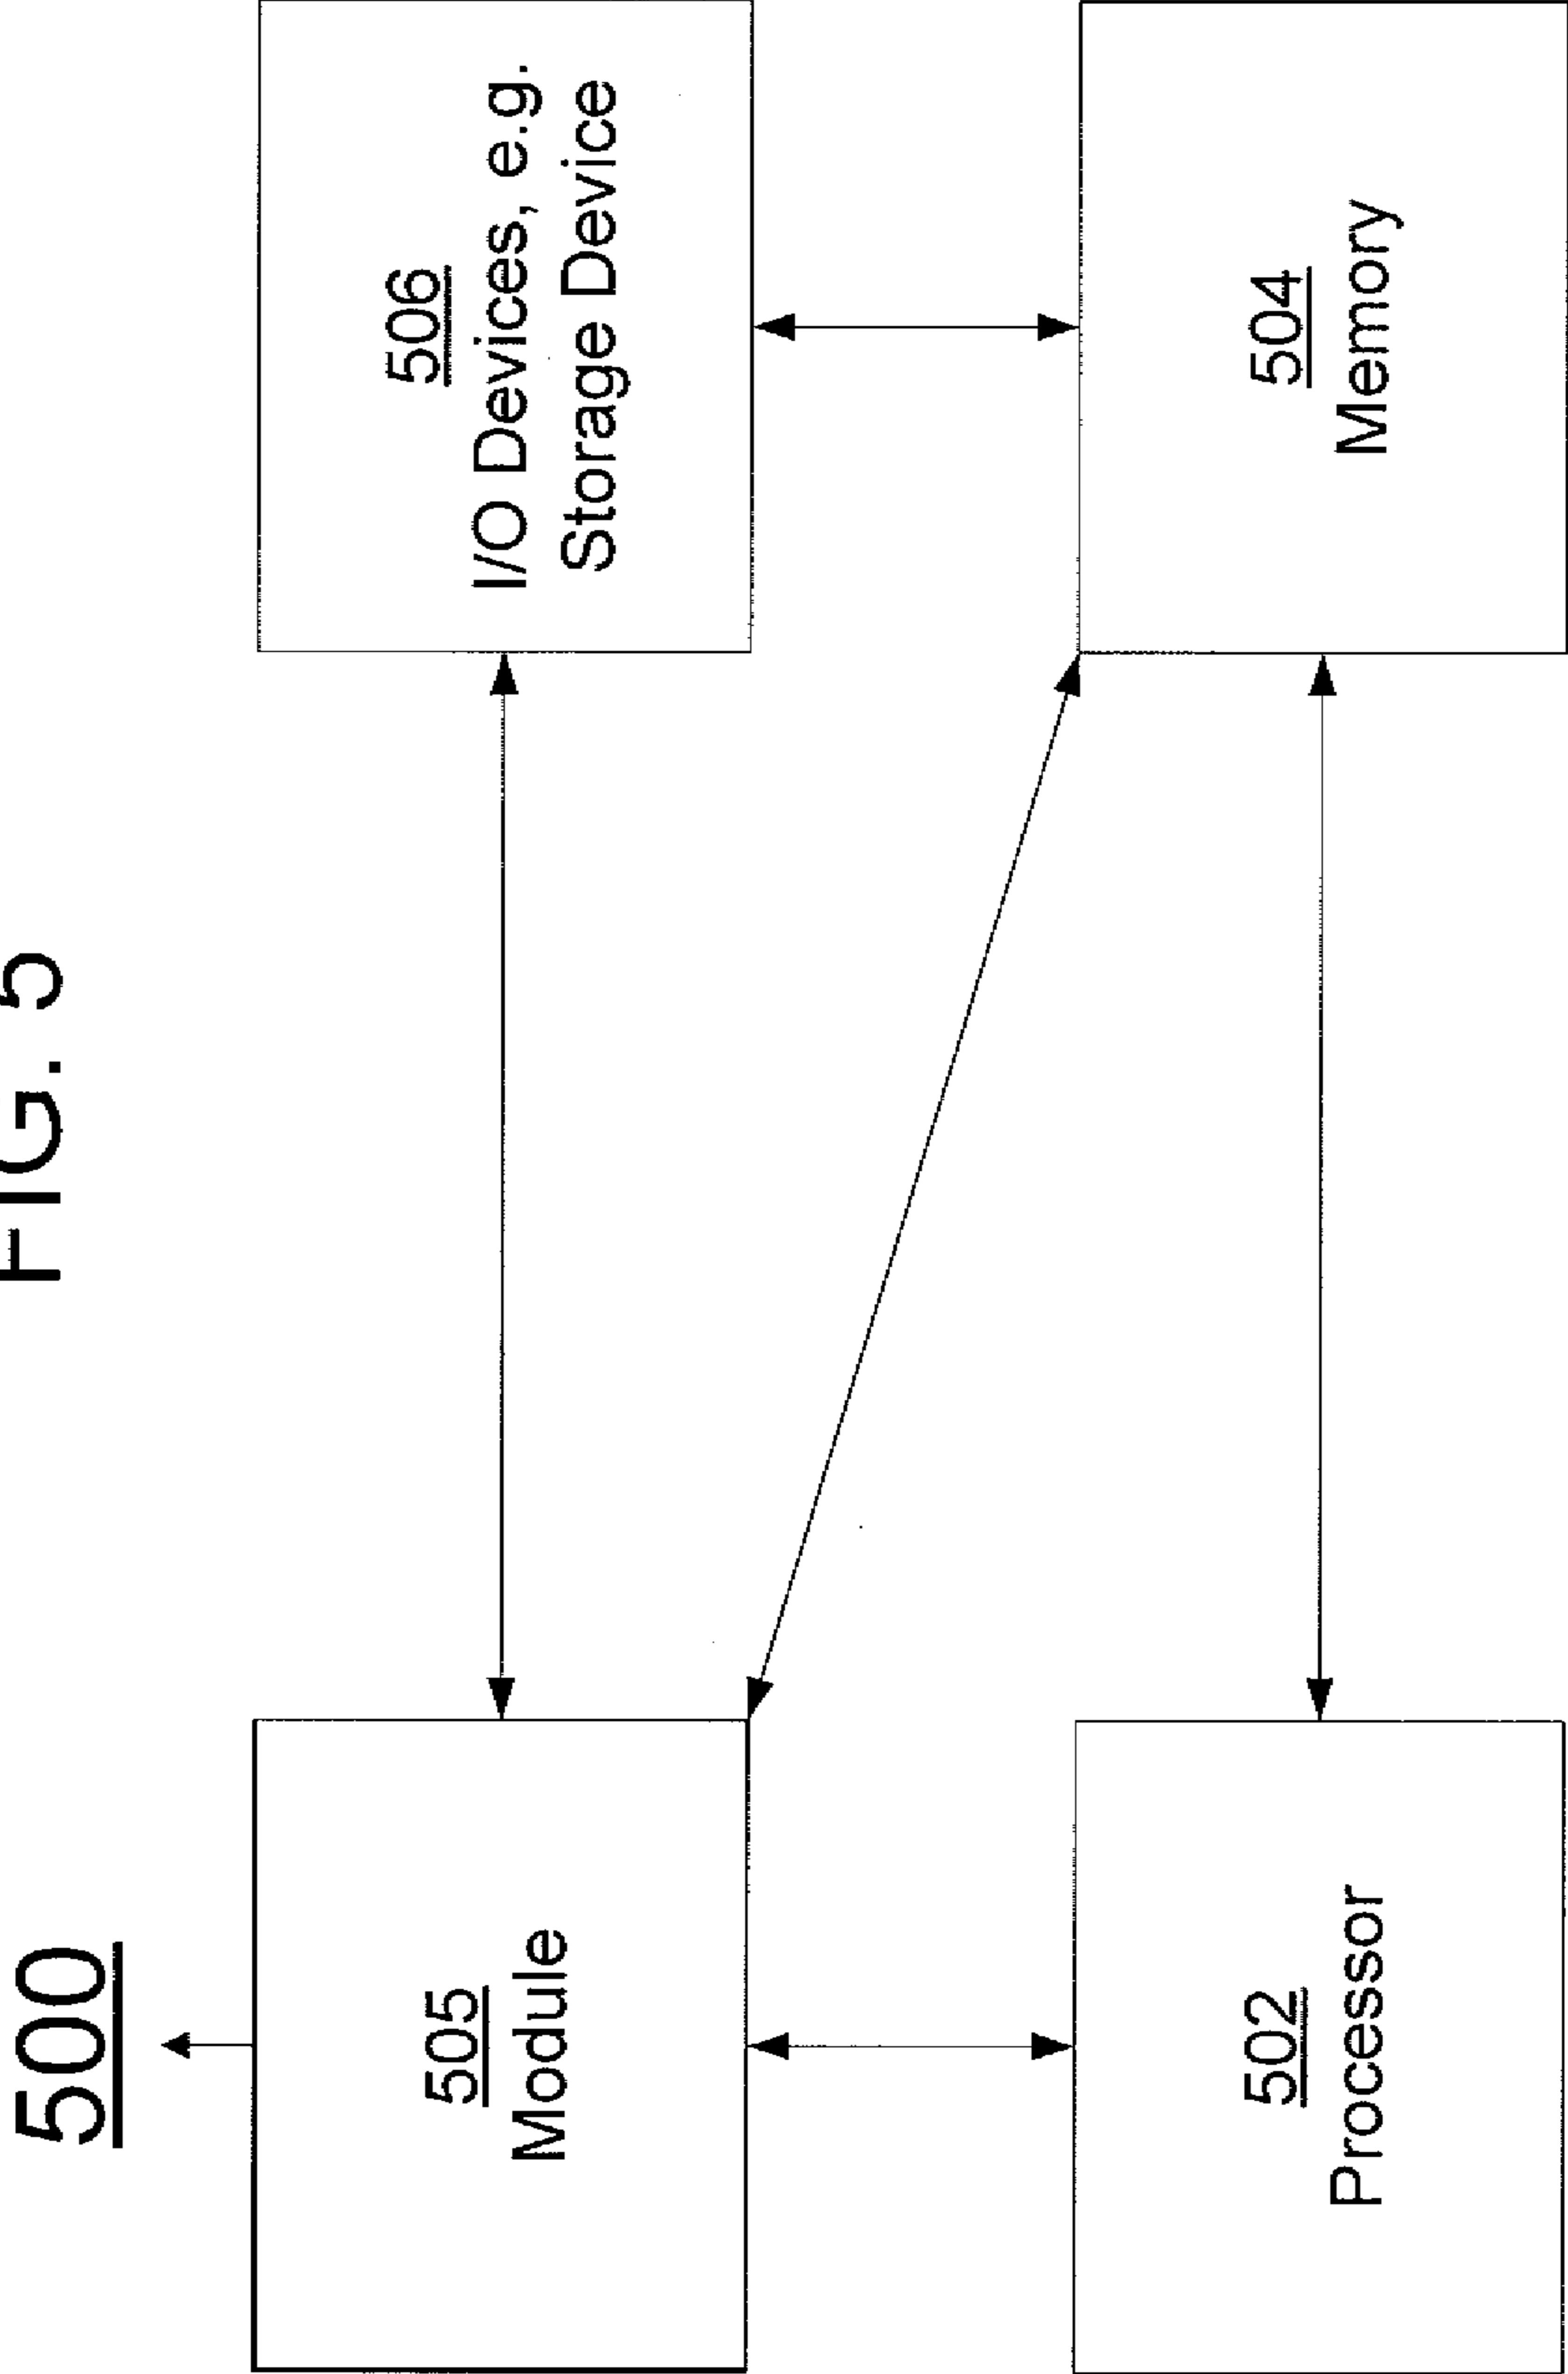 FIG. 5
500
505
Module
506
I/O Devices, e.g.
Storage Device
502
Processor
504
Memory